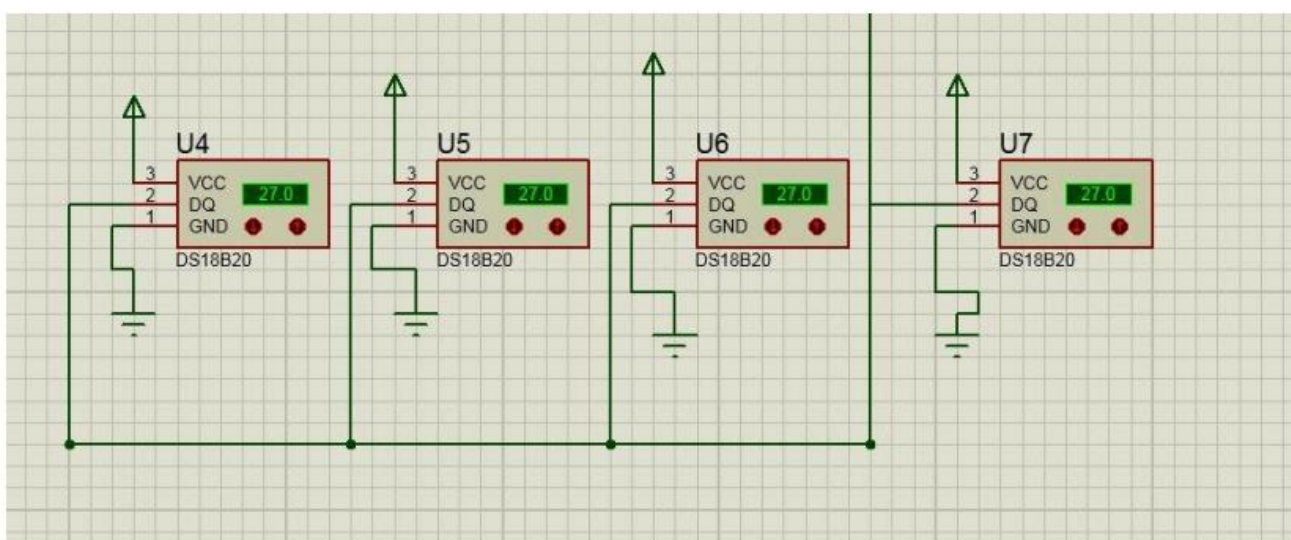 U4
3 VCC
2 DQ 27.0
1 GND
DS18B20
U5
3 VCC
2 DQ 27.0
1 GND
DS18B20
U6
3 VCC
2 DQ 27.0
1 GND
DS18B20
U7
3 VCC
2 DQ 27.0
1 GND
DS18B20